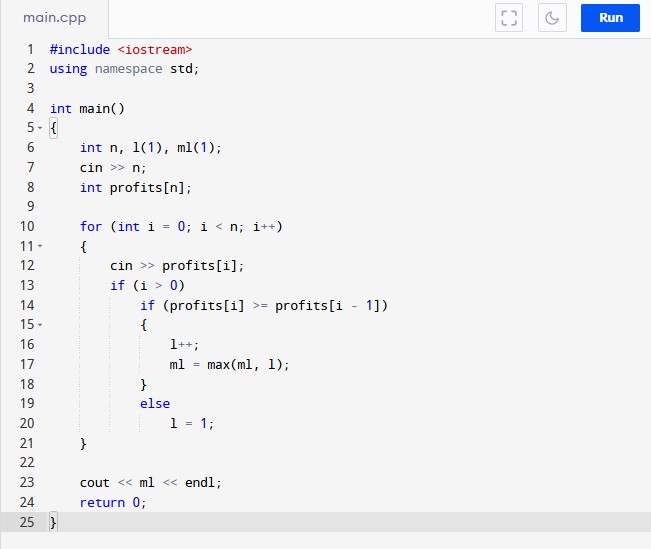 main.cpp
Run
1 #include <iostream>
2 using namespace std;
3
4 int main()
5 {
6     int n, l(1), ml(1);
7     cin >> n;
8     int profits[n];
9
10     for (int i = 0; i < n; i++)
11     {
12         cin >> profits[i];
13         if (i > 0)
14             if (profits[i] >= profits[i - 1])
15             {
16                 l++;
17                 ml = max(ml, l);
18             }
19             else
20                 l = 1;
21     }
22
23     cout << ml << endl;
24     return 0;
25 }